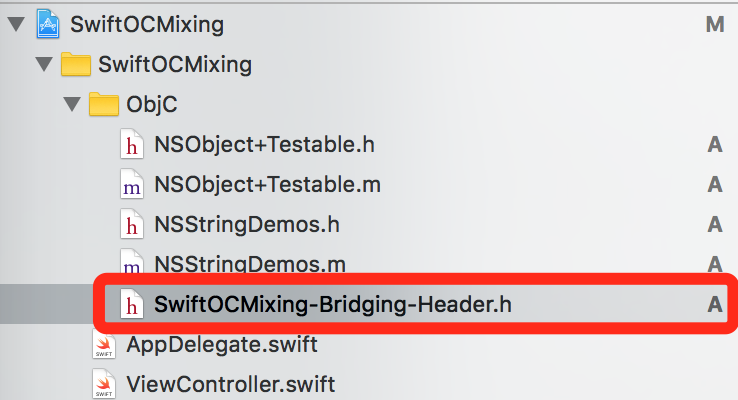 SwiftOCMixing M
SwiftOCMixing
ObjC
h NSObject+Testable.h A
m NSObject+Testable.m A
h NSStringDemos.h A
m NSStringDemos.m A
h SwiftOCMixing-Bridging-Header.h A
SWIFT AppDelegate.swift
SWIFT ViewController.swift